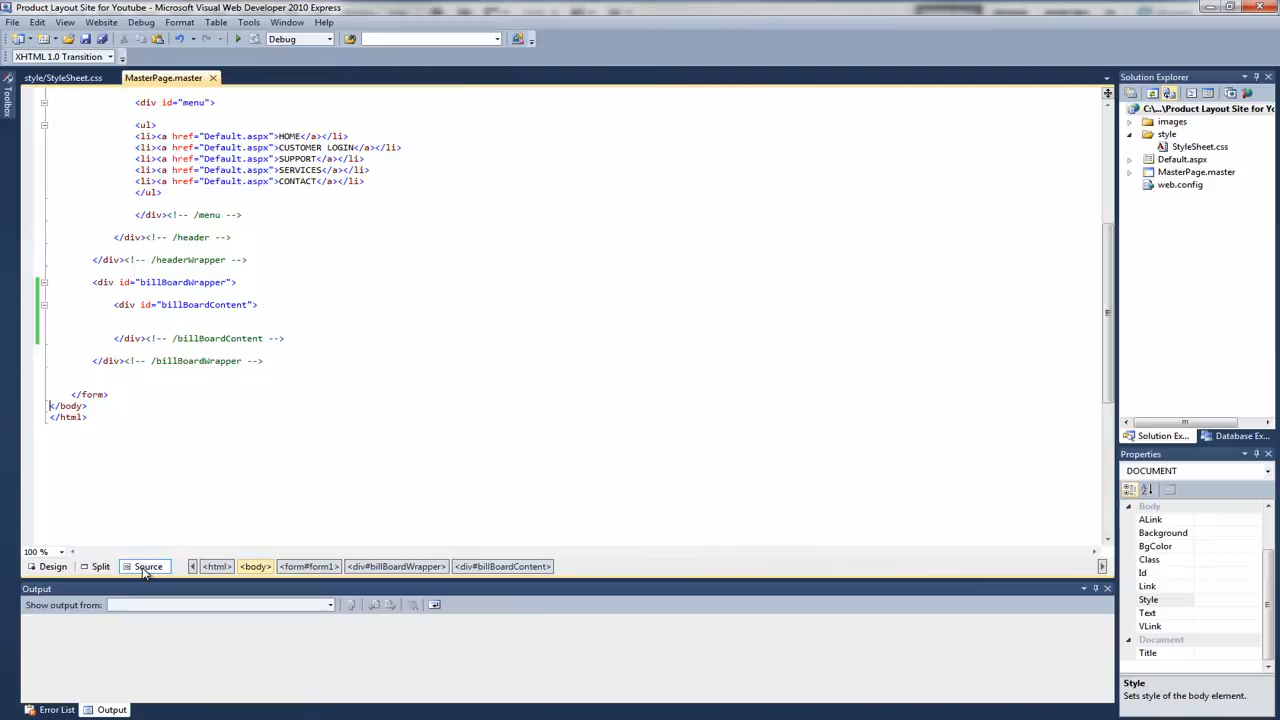 Product Layout Site for Youtube - Microsoft Visual Web Developer 2010 Express
File Edit View Website Debug Format Table Tools Window Help
Debug
XHTML 1.0 Transition
Toolbox
style/StyleSheet.css MasterPage.master
<div id="menu">
<ul>
<li><a href="Default.aspx">HOME</a></li>
<li><a href="Default.aspx">CUSTOMER LOGIN</a></li>
<li><a href="Default.aspx">SUPPORT</a></li>
<li><a href="Default.aspx">SERVICES</a></li>
<li><a href="Default.aspx">CONTACT</a></li>
</ul>
</div><!-- /menu -->
</div><!-- /header -->
</div><!-- /headerWrapper -->
<div id="billBoardWrapper">
<div id="billBoardContent">
</div><!-- /billBoardContent -->
</div><!-- /billBoardWrapper -->
</form>
</body>
</html>
100 %
Design Split Source <html> <body> <form#form1> <div#billBoardWrapper> <div#billBoardContent>
Output
Show output from:
Error List Output
Solution Explorer
C:\...\Product Layout Site for Yo
images
style
StyleSheet.css
Default.aspx
MasterPage.master
web.config
Solution Ex... Database Ex...
Properties
DOCUMENT
Body
ALink
Background
BgColor
Class
Id
Link
Style
Text
VLink
Document
Title
Style
Sets style of the body element.